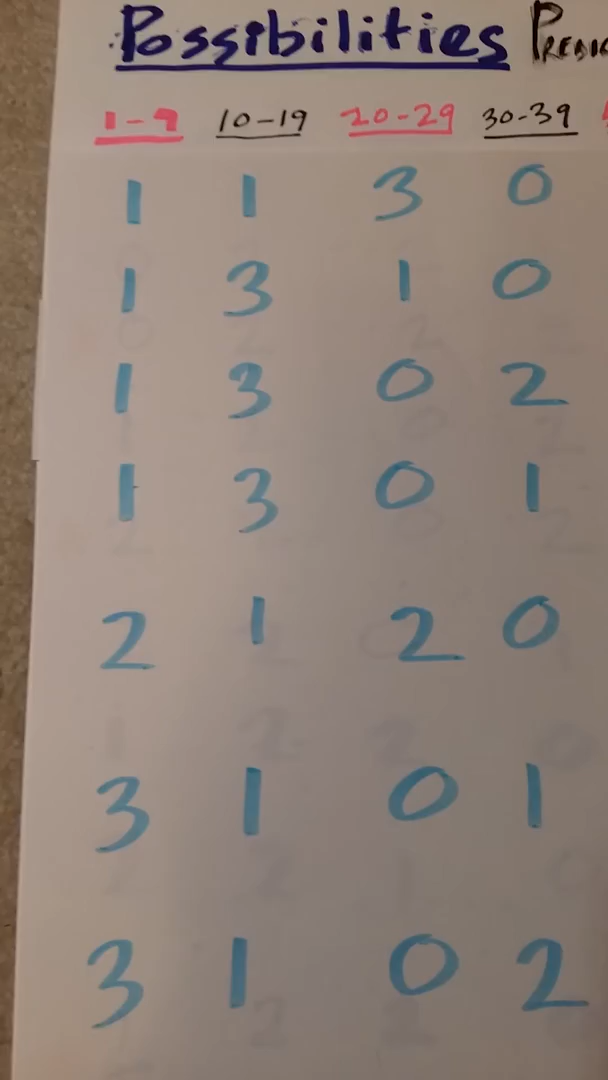 Possibilities
1-9 10-19 20-29 30-39
1 1 3 0
1 3 1 0
1 3 0 2
1 3 0 1
2 1 2 0
3 1 0 1
3 1 0 2